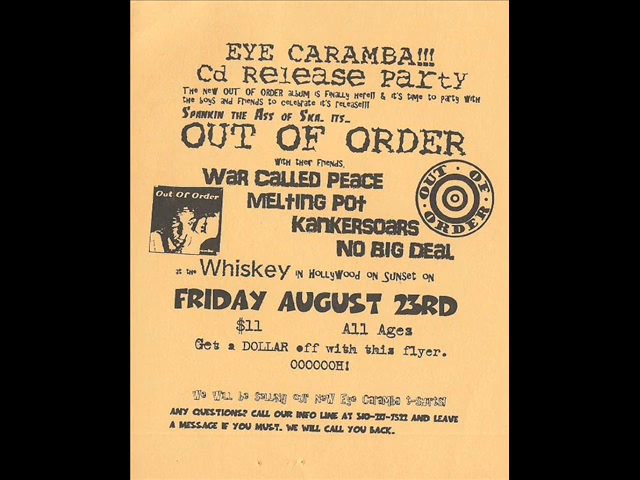 EYE CARAMBA!!!
Cd Release Party
The new OUT OF ORDER album is finally here!! & it's time to party with
the boys and friends to celebrate it's release!!!
Spankin the Ass of Ska. its...
OUT OF ORDER
with ther friends,
WAR CALLED PEACE
MELTING POT
KANKERSOARS
NO BIG DEAL
Out Of Order
OUT OF ORDER
at the Whiskey in Hollywood on Sunset on
FRIDAY AUGUST 23RD
$11 All Ages
Get a DOLLAR off with this flyer.
OOOOOOH!
We Will be Selling our New Eye Caramba t-shirts!
ANY QUESTIONS? CALL OUR INFO LINE AT AND LEAVE
A MESSAGE IF YOU MUST. WE WILL CALL YOU BACK.